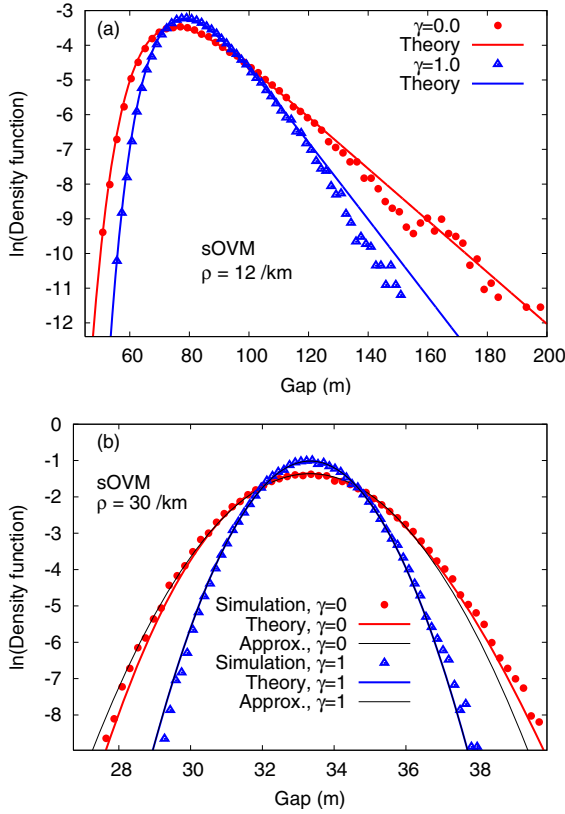 (a)
γ=0.0
Theory
γ=1.0
Theory
-3
-4
-5
-6
-7
-8
-9
-10
-11
-12
ln(Density function)
sOVM
ρ = 12 /km
60 80 100 120 140 160 180 200
Gap (m)
(b)
sOVM
ρ = 30 /km
0
-1
-2
-3
-4
-5
-6
-7
-8
ln(Density function)
Simulation, γ=0
Theory, γ=0
Approx., γ=0
Simulation, γ=1
Theory, γ=1
Approx., γ=1
28 30 32 34 36 38
Gap (m)